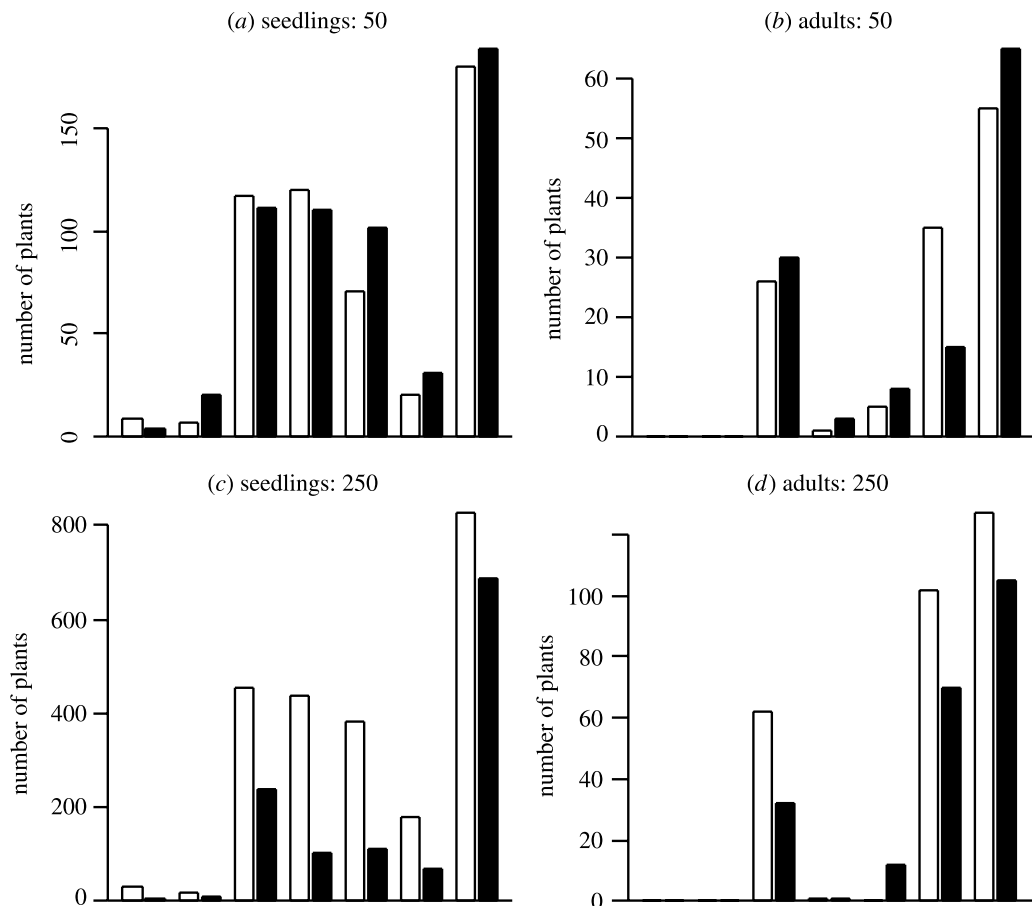 (a) seedlings: 50
number of plants
150
100
50
0
(b) adults: 50
number of plants
60
50
40
30
20
10
0
(c) seedlings: 250
number of plants
800
600
400
200
0
(d) adults: 250
number of plants
100
80
60
40
20
0